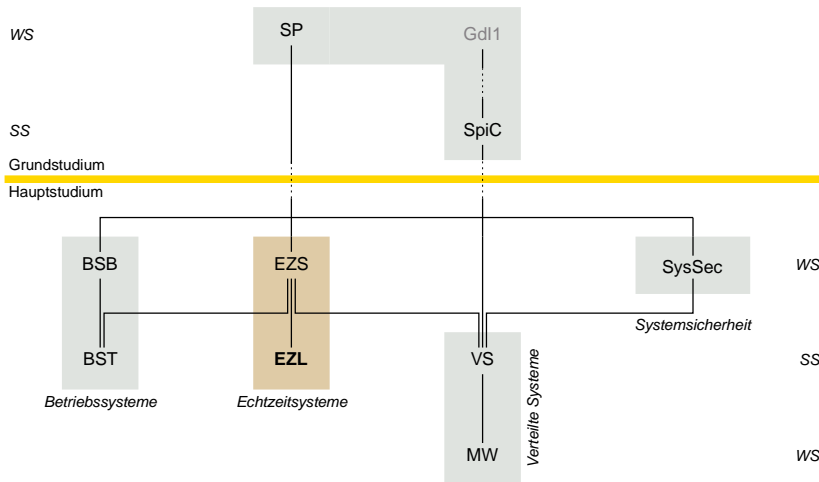 WS
SP
GdI1
SS
SpiC
Grundstudium
Hauptstudium
BSB
EZS
SysSec
WS
Systemsicherheit
BST
EZL
VS
SS
Verteilte Systeme
Betriebssysteme
Echtzeitsysteme
MW
WS